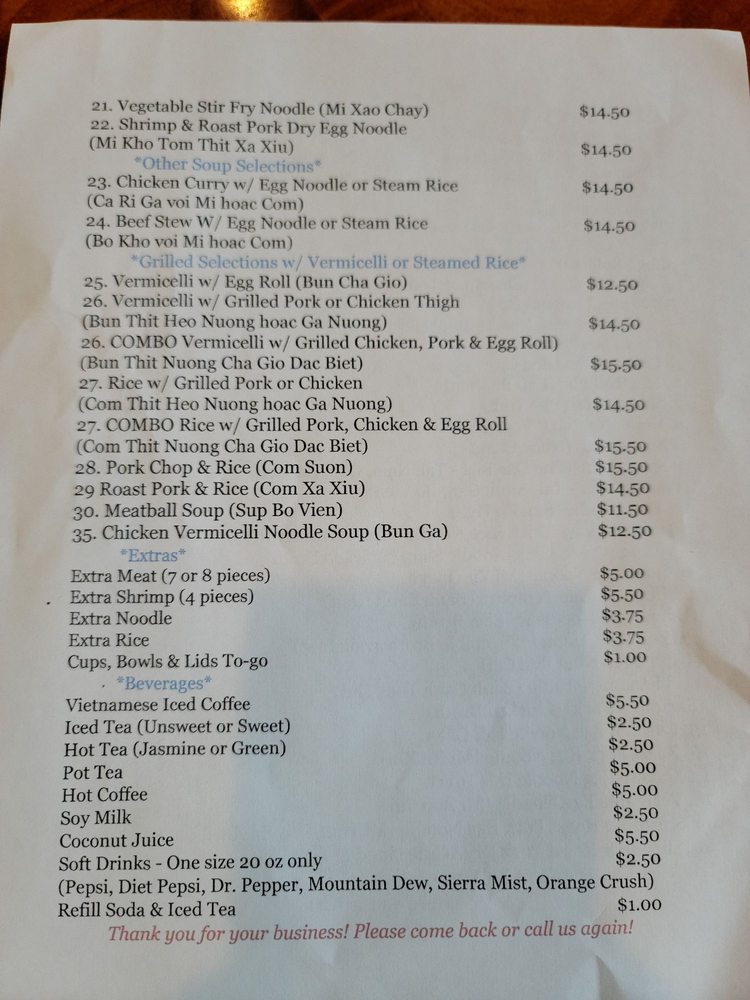 21. Vegetable Stir Fry Noodle (Mi Xao Chay) $14.50
22. Shrimp & Roast Pork Dry Egg Noodle
(Mi Kho Tom Thit Xa Xiu) $14.50
*Other Soup Selections*
23. Chicken Curry w/ Egg Noodle or Steam Rice $14.50
(Ca Ri Ga voi Mi hoac Com)
24. Beef Stew W/ Egg Noodle or Steam Rice $14.50
(Bo Kho voi Mi hoac Com)
*Grilled Selections w/ Vermicelli or Steamed Rice*
25. Vermicelli w/ Egg Roll (Bun Cha Gio) $12.50
26. Vermicelli w/ Grilled Pork or Chicken Thigh
(Bun Thit Heo Nuong hoac Ga Nuong) $14.50
26. COMBO Vermicelli w/ Grilled Chicken, Pork & Egg Roll)
(Bun Thit Nuong Cha Gio Dac Biet) $15.50
27. Rice w/ Grilled Pork or Chicken
(Com Thit Heo Nuong hoac Ga Nuong) $14.50
27. COMBO Rice w/ Grilled Pork, Chicken & Egg Roll
(Com Thit Nuong Cha Gio Dac Biet) $15.50
28. Pork Chop & Rice (Com Suon) $15.50
29 Roast Pork & Rice (Com Xa Xiu) $14.50
30. Meatball Soup (Sup Bo Vien) $11.50
35. Chicken Vermicelli Noodle Soup (Bun Ga) $12.50
*Extras*
Extra Meat (7 or 8 pieces) $5.00
Extra Shrimp (4 pieces) $5.50
Extra Noodle $3.75
Extra Rice $3.75
Cups, Bowls & Lids To-go $1.00
*Beverages*
Vietnamese Iced Coffee $5.50
Iced Tea (Unsweet or Sweet) $2.50
Hot Tea (Jasmine or Green) $2.50
Pot Tea $5.00
Hot Coffee $5.00
Soy Milk $2.50
Coconut Juice $5.50
Soft Drinks - One size 20 oz only $2.50
(Pepsi, Diet Pepsi, Dr. Pepper, Mountain Dew, Sierra Mist, Orange Crush)
Refill Soda & Iced Tea $1.00
Thank you for your business! Please come back or call us again!